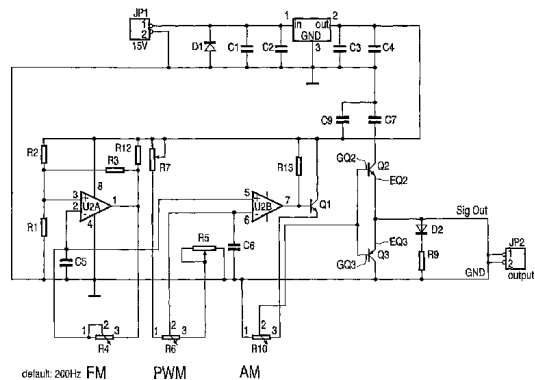 JP1
1
2
15V
D1
C1
C2
1
in
out
2
GND
3
C3
C4
C9
C7
R2
R12
R3
R7
8
3
+
U2A
1
2
-
4
R1
C5
R13
5
+
U2B
7
6
-
Q1
GQ2
Q2
EQ2
Sig Out
EQ3
D2
Q3
GQ3
R9
GND
JP2
1
2
output
C6
R5
1
2
3
R4
1
2
3
R6
1
2
3
R10
default: 200Hz FM
PWM
AM